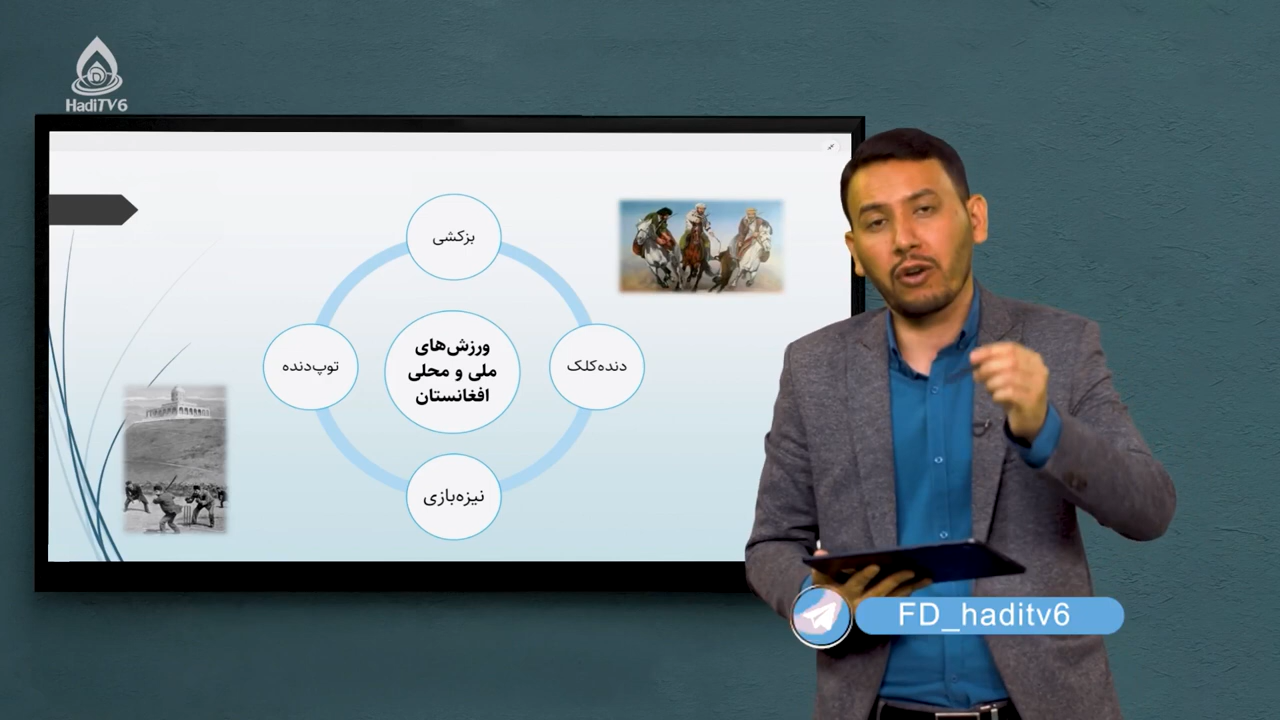 HadiTV6
بزکشی
دنده‌کلک
ورزش‌های
ملی و محلی
افغانستان
توپ‌دنده
نیزه‌بازی
FD_haditv6